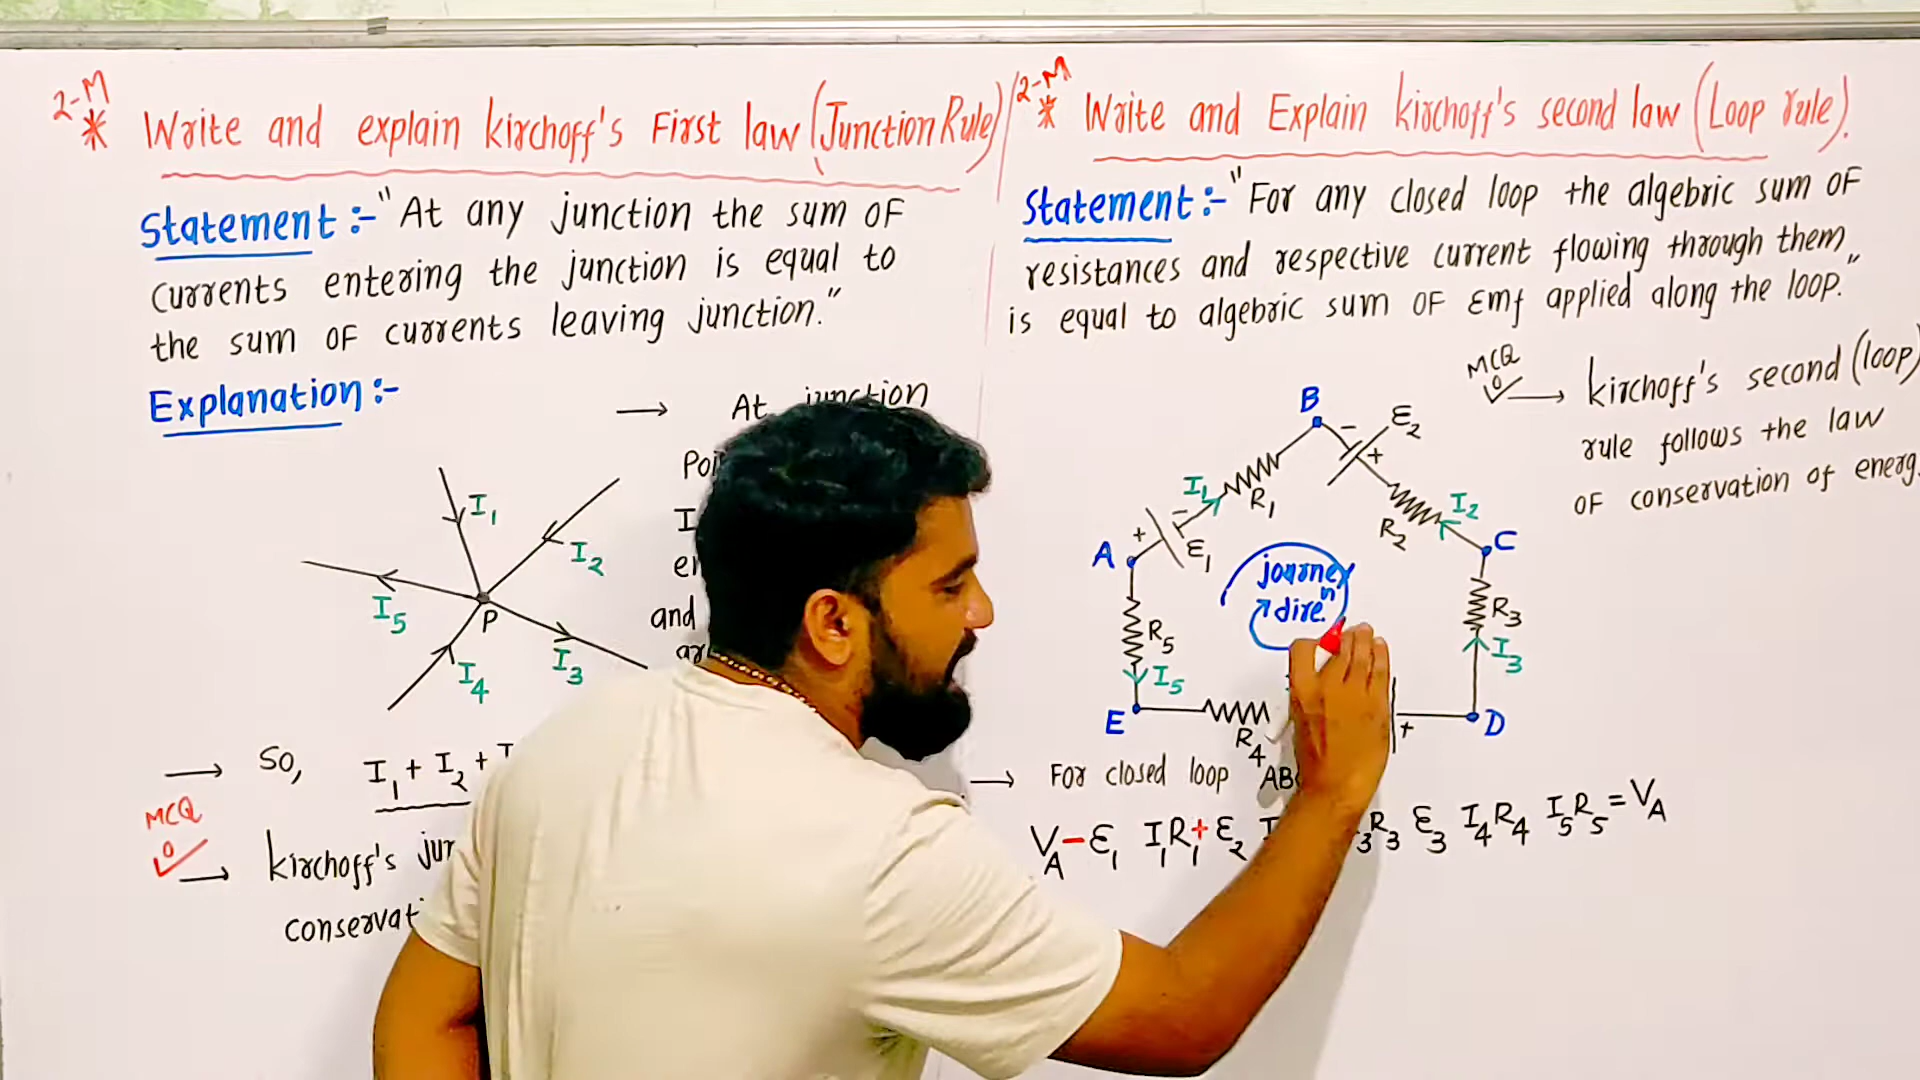 2-M
* Write and explain kirchoff's First law (Junction Rule)
Statement :- "At any junction the sum OF
currents entering the junction is equal to
the sum OF currents leaving junction."
Explanation :-
→ At junction
I₁
I₂
I₃
I₄
I₅
P
and
→ So, I₁ + I₂ +
MCQ
→ kirchoff's
2-M
* Write and Explain kirchoff's second law (Loop rule).
Statement :- "For any closed loop the algebric sum OF
resistances and respective current flowing through them
is equal to algebric sum OF Emf applied along the loop."
MCQ
→ kirchoff's second (loop)
rule follows the law
OF conservation of
B
- ε₂
+
I₁ R₁
I₂
R₂
A + - ε₁
C
journey
diren
R₃
I₃
R₅
I₅
E
R₄
+ D
→ For closed loop
V_A - ε₁ I₁R₁ + ε₂ ₃R₃ ε₃ I₄R₄ I₅R₅ = V_A